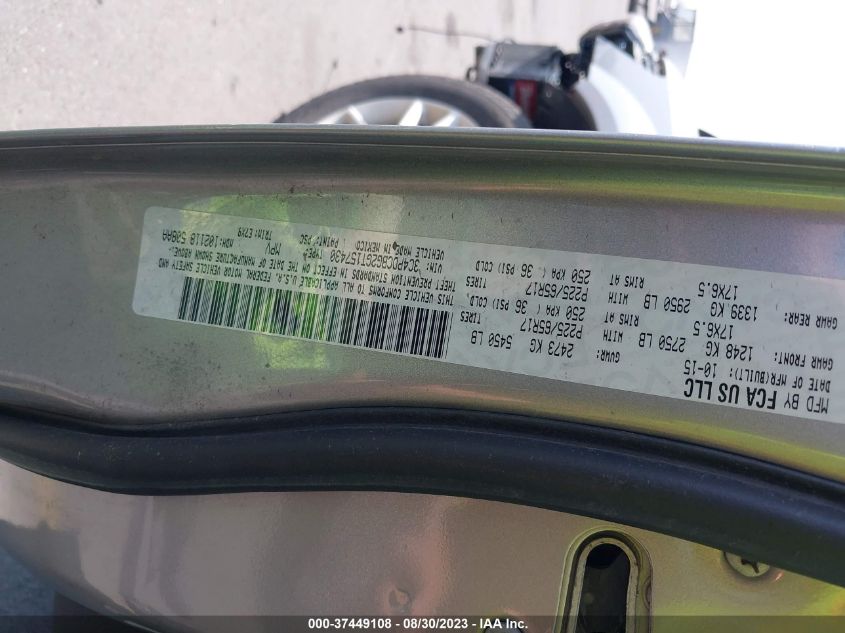 MFD BY FCA US LLC
DATE OF MFR(BUILT): 10-15
GVWR: 2473 KG 5450 LB
GAWR FRONT: 1248 KG 2750 LB WITH P225/65R17 TIRES
17X6.5 RIMS AT 250 KPA ( 36 PSI) COLD
GAWR REAR: 1339 KG 2950 LB WITH P225/65R17 TIRES
17X6.5 RIMS AT 250 KPA ( 36 PSI) COLD
THIS VEHICLE CONFORMS TO ALL APPLICABLE U.S.A. FEDERAL MOTOR VEHICLE SAFETY AND
THEFT PREVENTION STANDARDS IN EFFECT ON THE DATE OF MANUFACTURE SHOWN ABOVE.
VIN: 3C4PDCBG2GT157430 TYPE: MPV MDH:102118 508AA
VEHICLE MADE IN MEXICO PAINT: PSC TRIM: E7X9
000-37449108 - 08/30/2023 - IAA Inc.